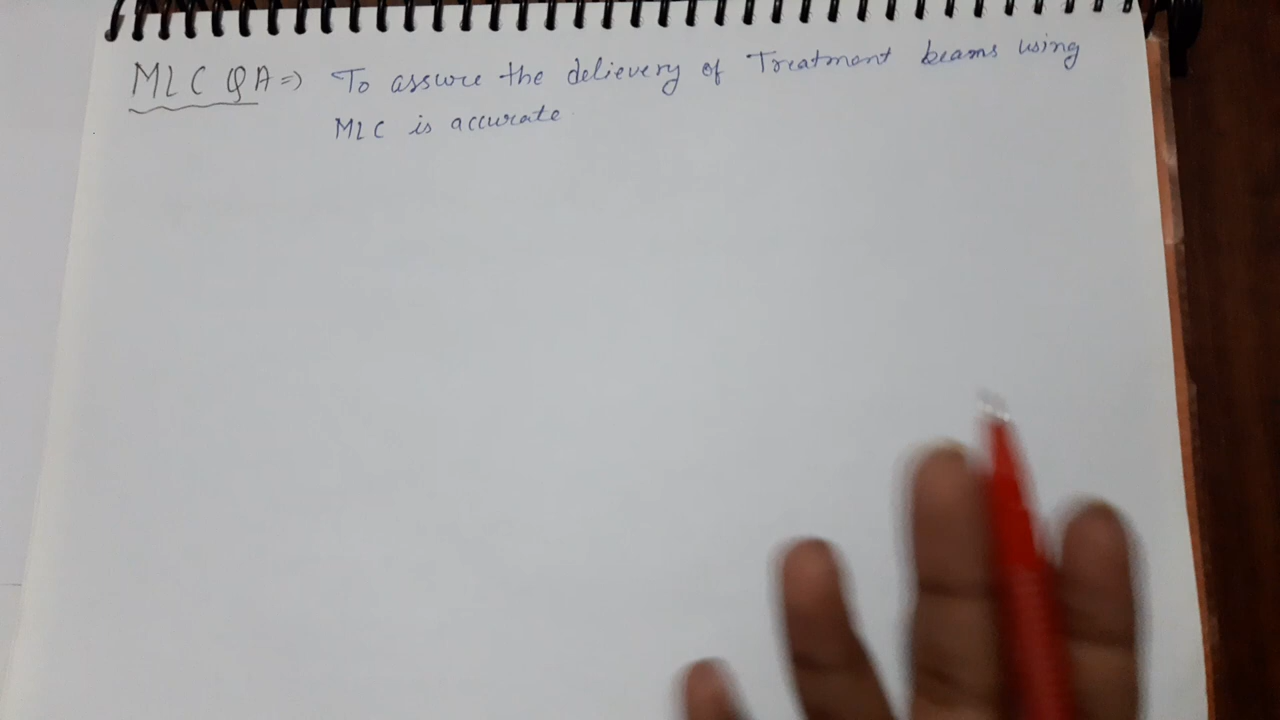 MLC QA => To assure the delievery of Treatment beams using
MLC is accurate